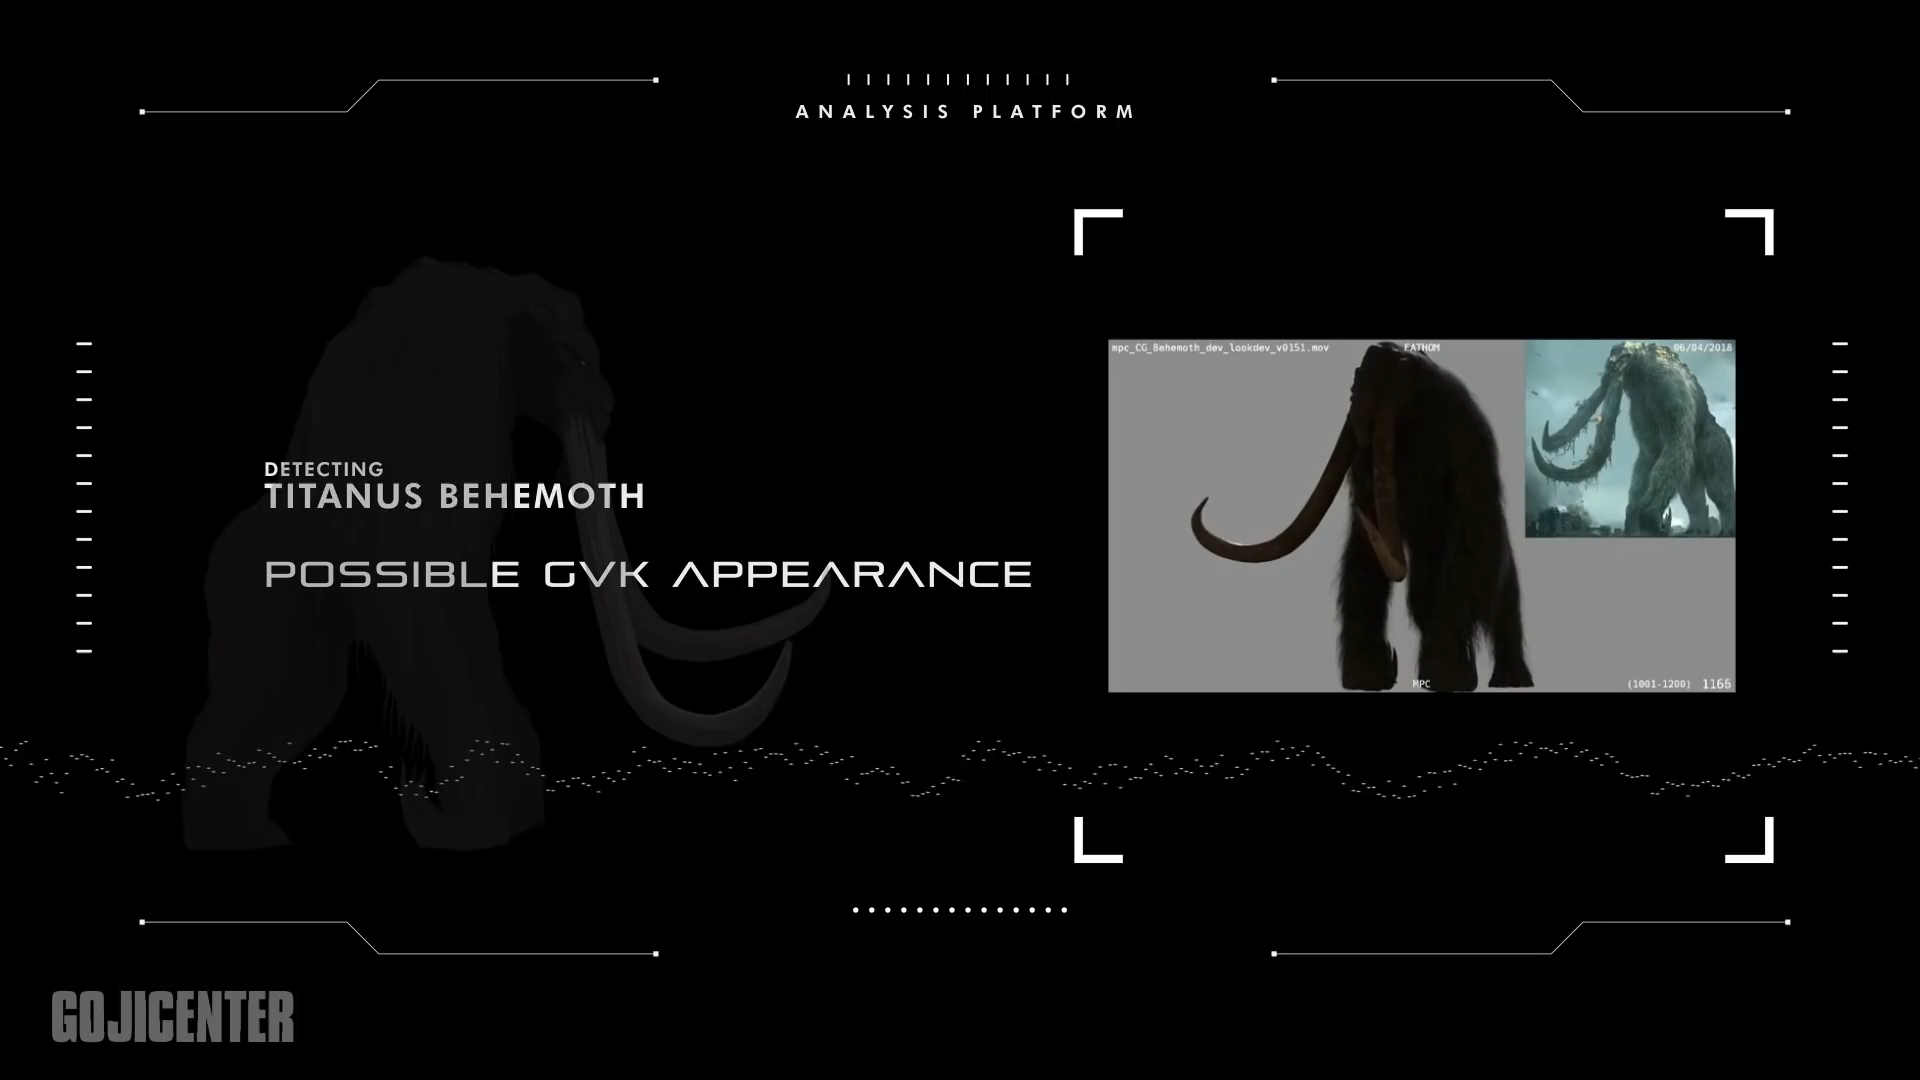 ANALYSIS PLATFORM
DETECTING
TITANUS BEHEMOTH
POSSIBLE GVK APPEARANCE
mpc_CG_Behemoth_dev_lookdev_v0151.mov
FATHOM
06/04/2018
MPC
(1001-1200)
1166
GOJICENTER